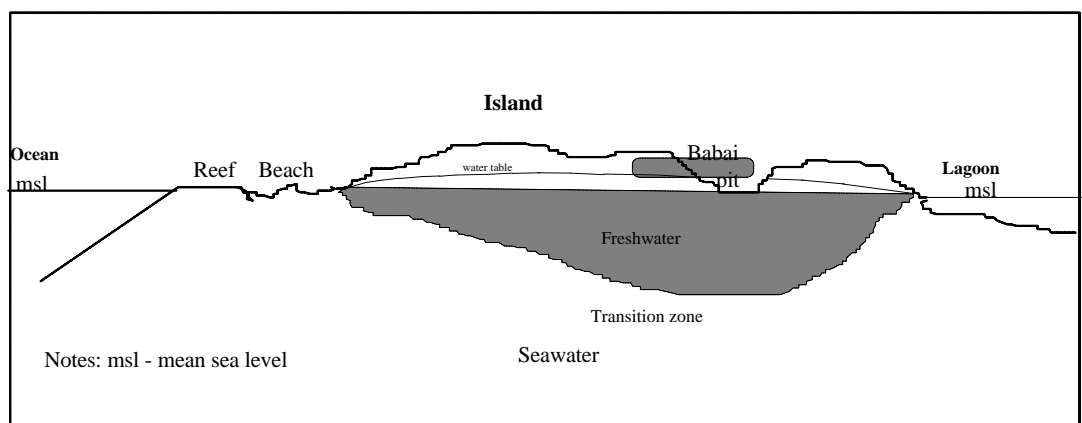 Island
Ocean
msl
Reef
Beach
water table
Babai
pit
Lagoon
msl
Freshwater
Transition zone
Seawater
Notes: msl - mean sea level